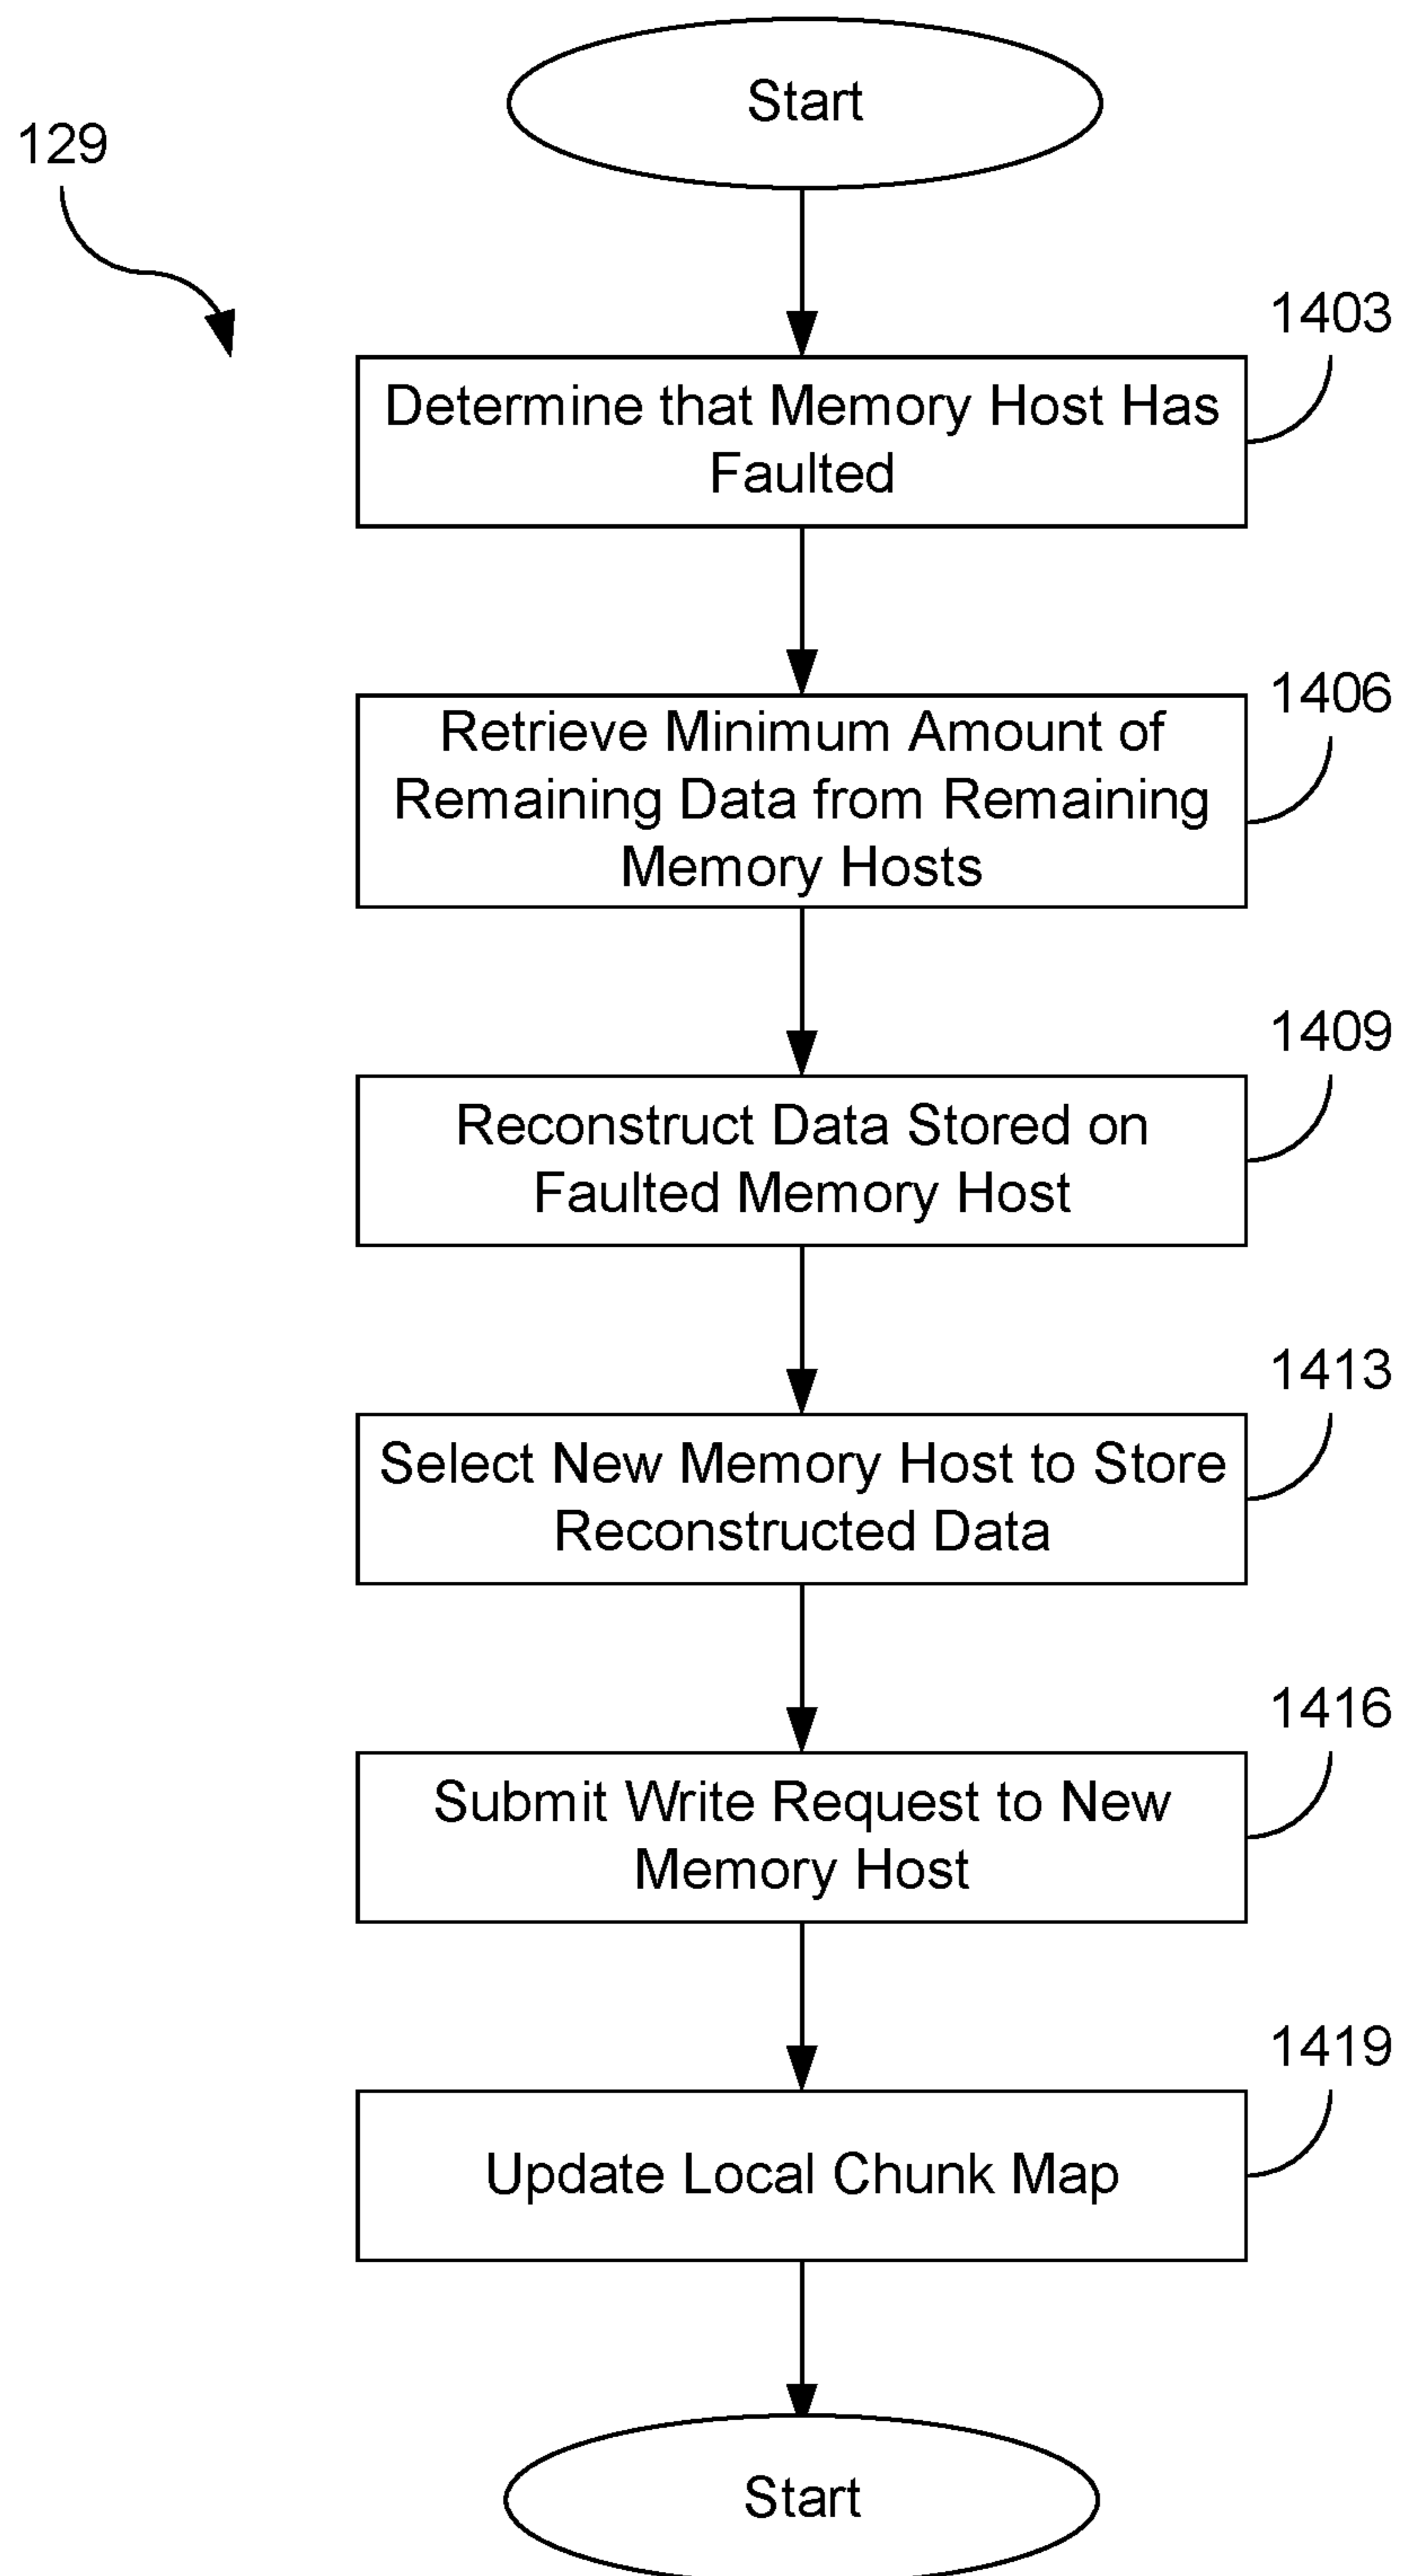 Start
129
1403
Determine that Memory Host Has
Faulted
1406
Retrieve Minimum Amount of
Remaining Data from Remaining
Memory Hosts
1409
Reconstruct Data Stored on
Faulted Memory Host
1413
Select New Memory Host to Store
Reconstructed Data
1416
Submit Write Request to New
Memory Host
1419
Update Local Chunk Map
Start